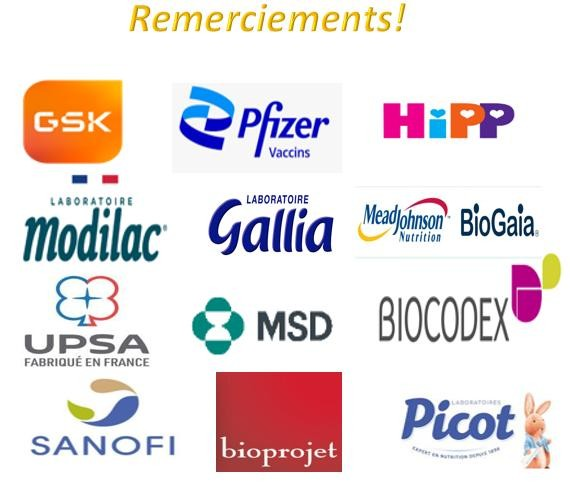 Remerciements!
GSK
Pfizer
Vaccins
HiPP
LABORATOIRE
Modilac
LABORATOIRE
Gallia
MeadJohnson
Nutrition
BioGaia
UPSA
FABRIQUÉ EN FRANCE
MSD
BIOCODEX
SANOFI
bioprojet
LABORATOIRES
Picot
EXPERT EN NUTRITION DEPUIS 1898